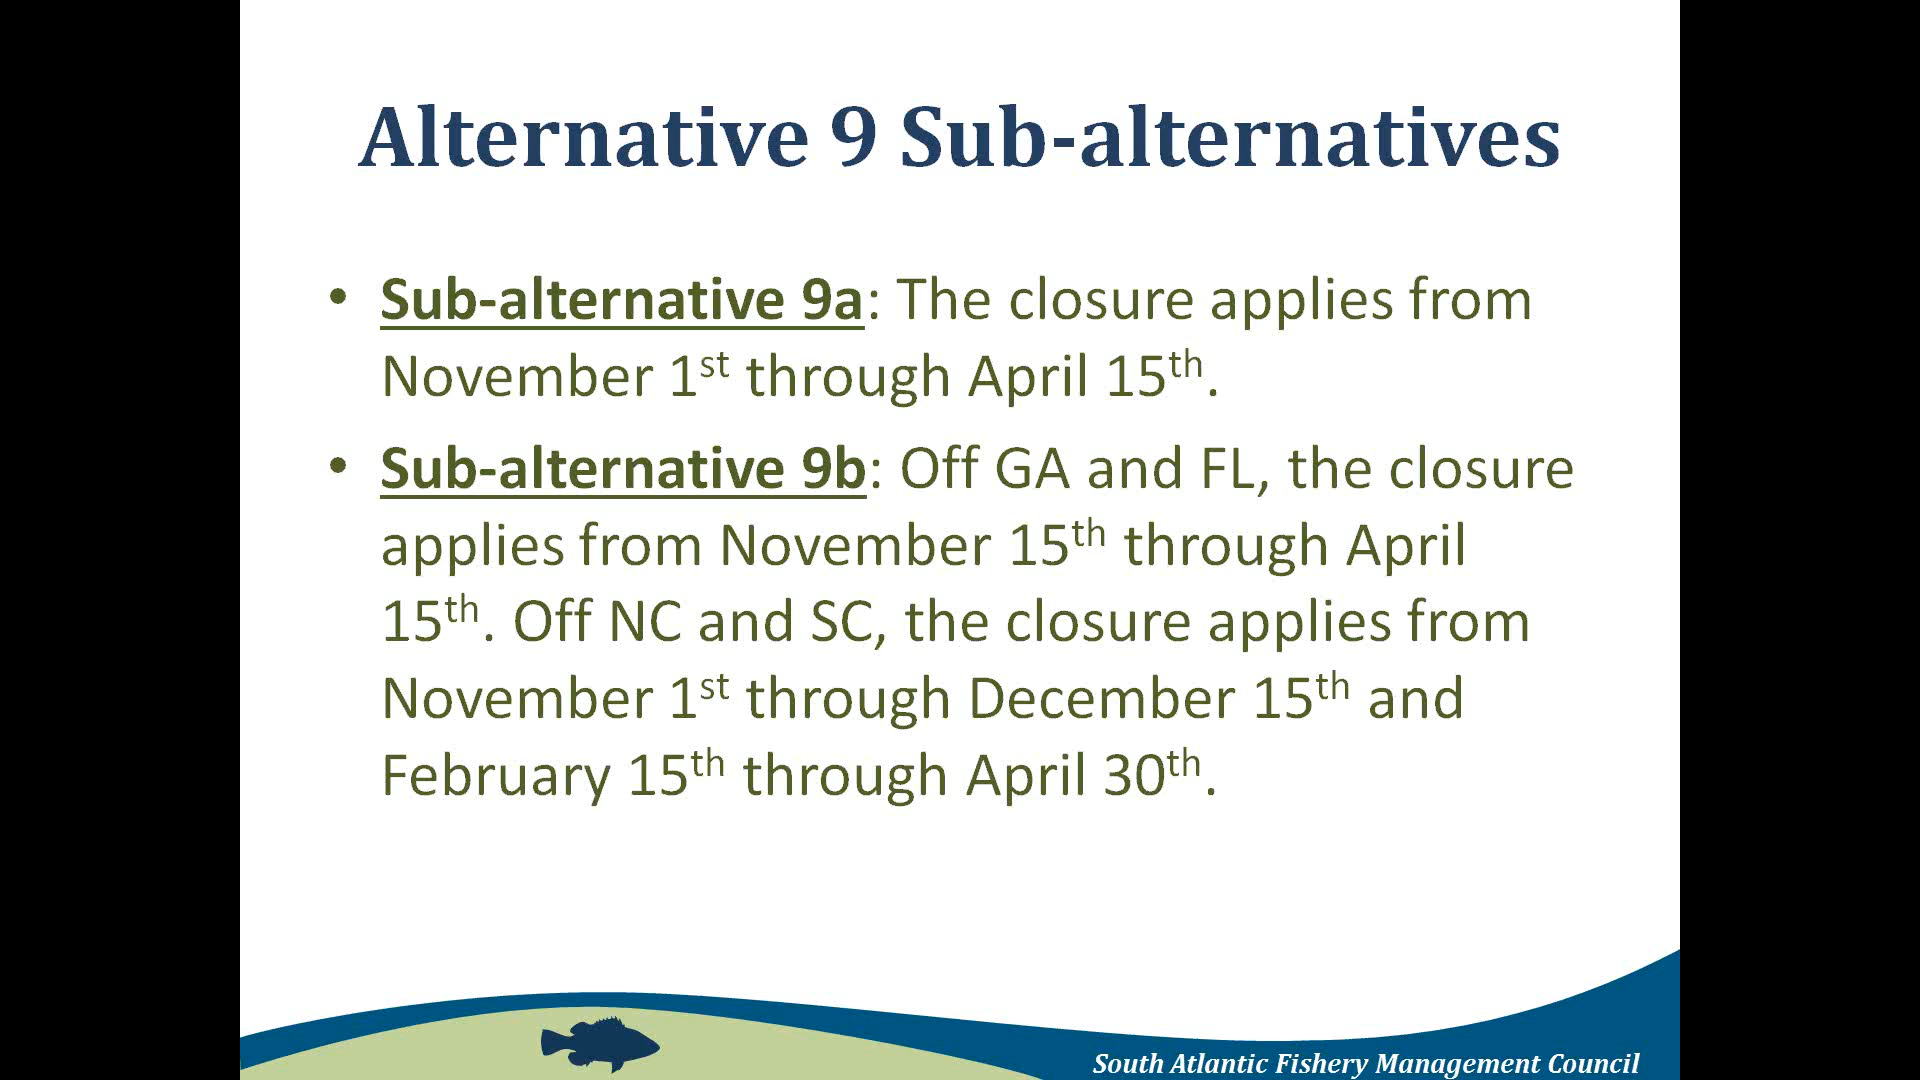 Alternative 9 Sub-alternatives
• Sub-alternative 9a: The closure applies from
November 1st through April 15th.
• Sub-alternative 9b: Off GA and FL, the closure
applies from November 15th through April
15th. Off NC and SC, the closure applies from
November 1st through December 15th and
February 15th through April 30th.
South Atlantic Fishery Management Council